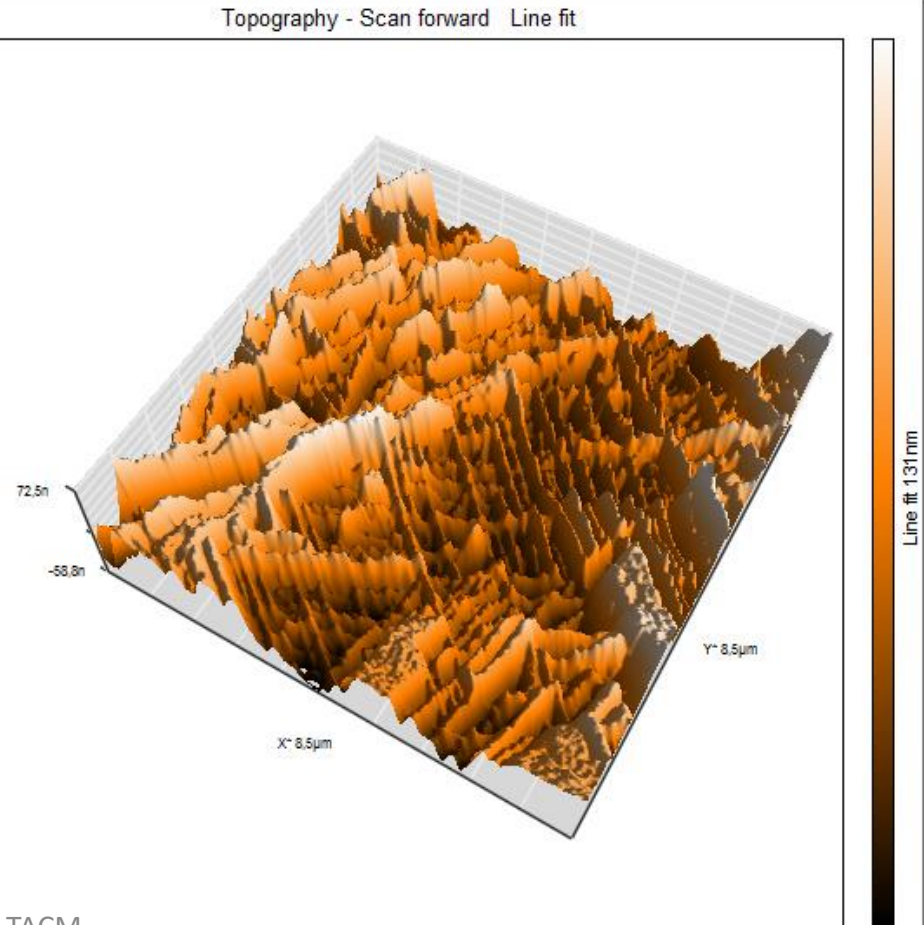 Topography - Scan forward Line fit
72,5n
-58,8n
X* 8,5µm
Y* 8,5µm
Line fit 131nm
TACM